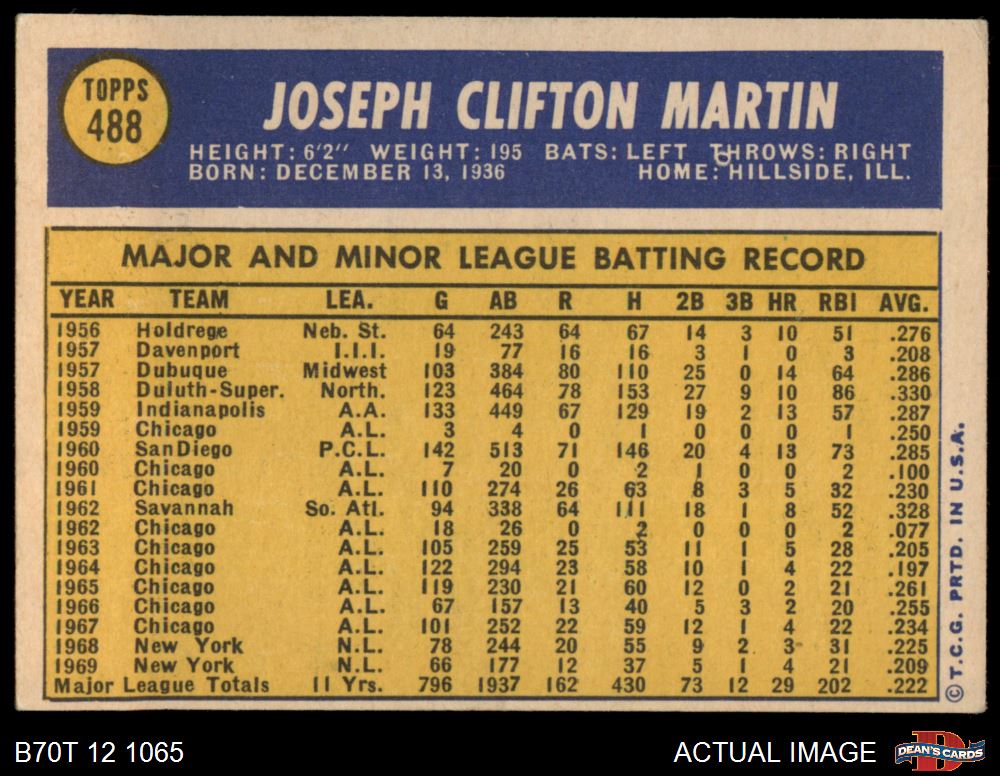 TOPPS
488
JOSEPH CLIFTON MARTIN
HEIGHT: 6'2" WEIGHT: 195 BATS: LEFT THROWS: RIGHT
BORN: DECEMBER 13, 1936 HOME: HILLSIDE, ILL.
MAJOR AND MINOR LEAGUE BATTING RECORD
YEAR TEAM LEA. G AB R H 2B 3B HR RBI AVG.
1956 Holdrege Neb. St. 64 243 64 67 14 3 10 51 .276
1957 Davenport I.I.I. 19 77 16 16 3 1 0 3 .208
1957 Dubuque Midwest 103 384 80 110 25 0 14 64 .286
1958 Duluth-Super. North. 123 464 78 153 27 9 10 86 .330
1959 Indianapolis A.A. 133 449 67 129 19 2 13 57 .287
1959 Chicago A.L. 3 4 0 1 0 0 0 1 .250
1960 San Diego P.C.L. 142 513 71 146 20 4 13 73 .285
1960 Chicago A.L. 7 20 0 2 1 0 0 2 .100
1961 Chicago A.L. 110 274 26 63 8 3 5 32 .230
1962 Savannah So. Atl. 94 338 64 111 18 1 8 52 .328
1962 Chicago A.L. 18 26 0 2 0 0 0 2 .077
1963 Chicago A.L. 105 259 25 53 11 1 5 28 .205
1964 Chicago A.L. 122 294 23 58 10 1 4 22 .197
1965 Chicago A.L. 119 230 21 60 12 0 2 21 .261
1966 Chicago A.L. 67 157 13 40 5 3 2 20 .255
1967 Chicago A.L. 101 252 22 59 12 1 4 22 .234
1968 New York N.L. 78 244 20 55 9 2 3 31 .225
1969 New York N.L. 66 177 12 37 5 1 4 21 .209
Major League Totals 11 Yrs. 796 1937 162 430 73 12 29 202 .222
© T.C.G. PRTD. IN U.S.A.
B70T 12 1065 ACTUAL IMAGE
D
DEAN'S CARDS